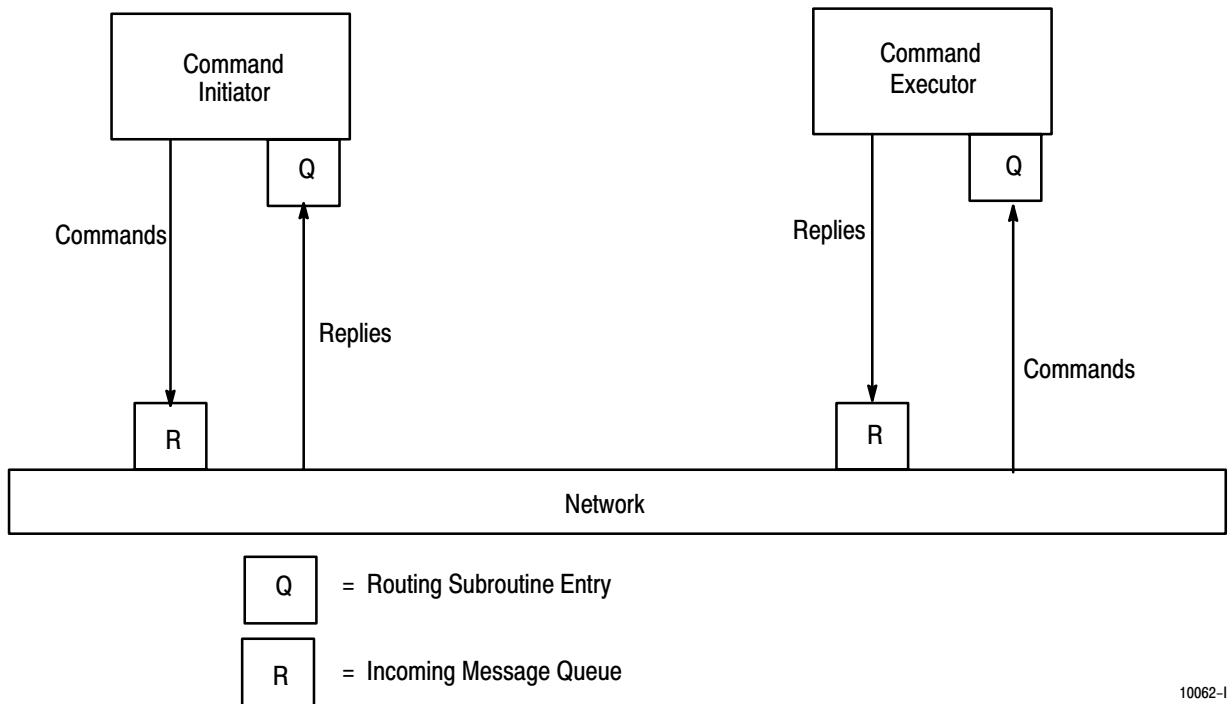 Command
Initiator
Command
Executor
Q
Q
Commands
Replies
Replies
Commands
R
R
Network
Q = Routing Subroutine Entry
R = Incoming Message Queue
10062–I